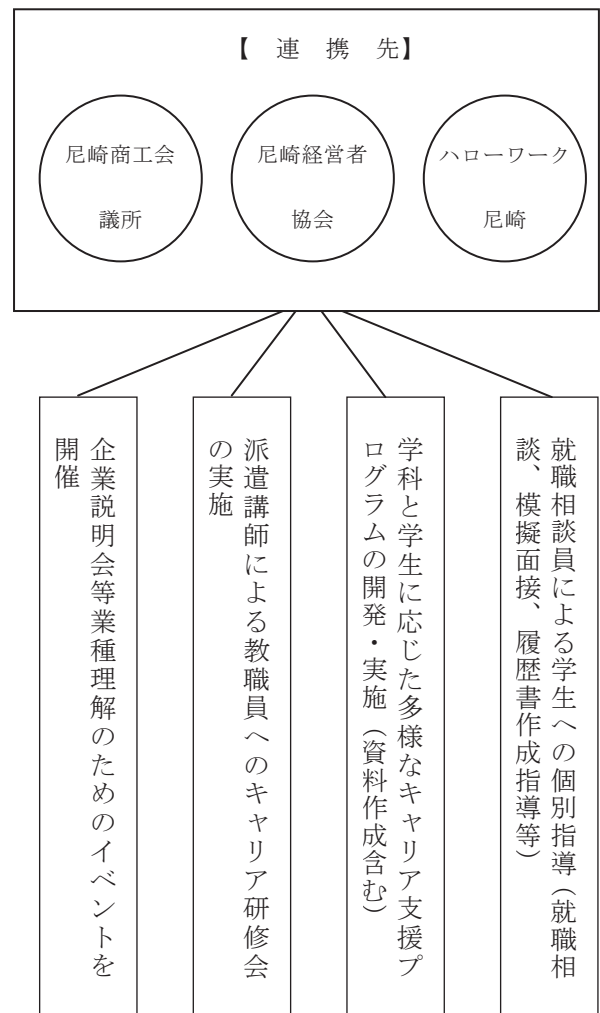 【 連 携 先】
尼崎商工会
議所
尼崎経営者
協会
ハローワーク
尼崎
就職相談員による学生への個別指導（就職相
談、模擬面接、履歴書作成指導等）
学科と学生に応じた多様なキャリア支援プ
ログラムの開発・実施（資料作成含む）
派遣講師による教職員へのキャリア研修会
の実施
企業説明会等業種理解のためのイベントを
開催